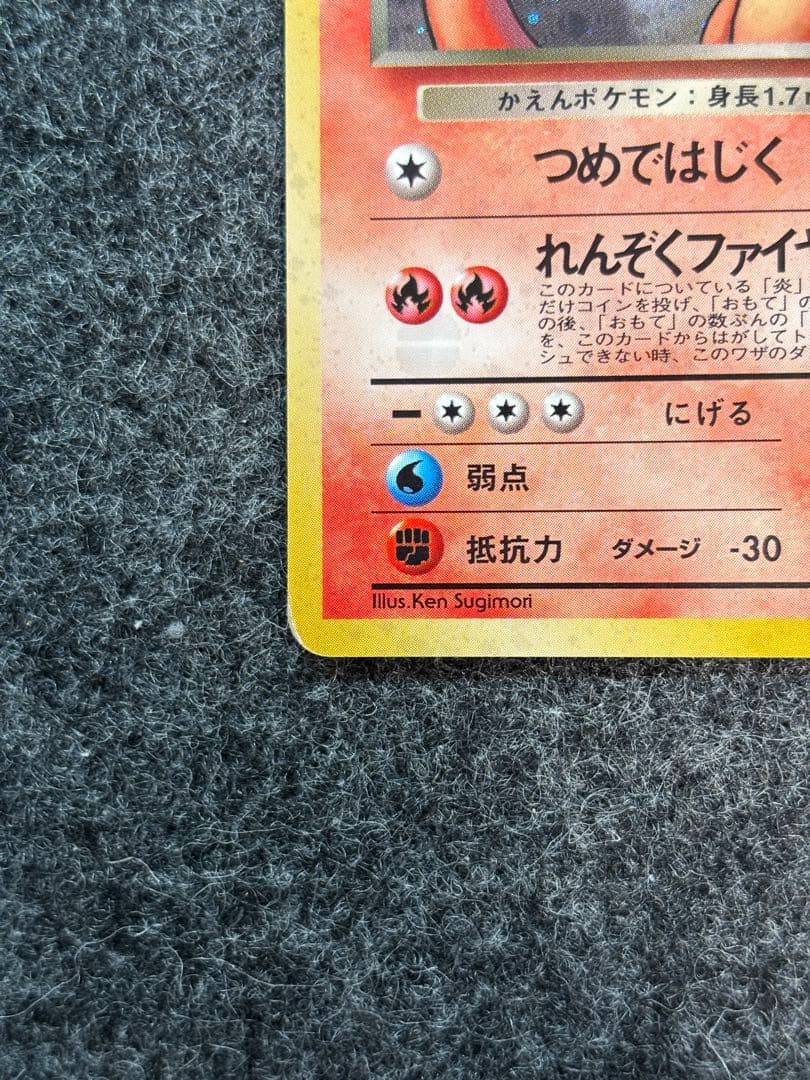 かえんポケモン：身長1.7m
つめではじく
れんぞくファイヤ
このカードについている「炎」
だけコインを投げ、「おもて」の
の後、「おもて」の数ぶんの「
を、このカードからはがしてト
シュできない時、このワザのダ
にげる
弱点
抵抗力 ダメージ -30
Illus.Ken Sugimori